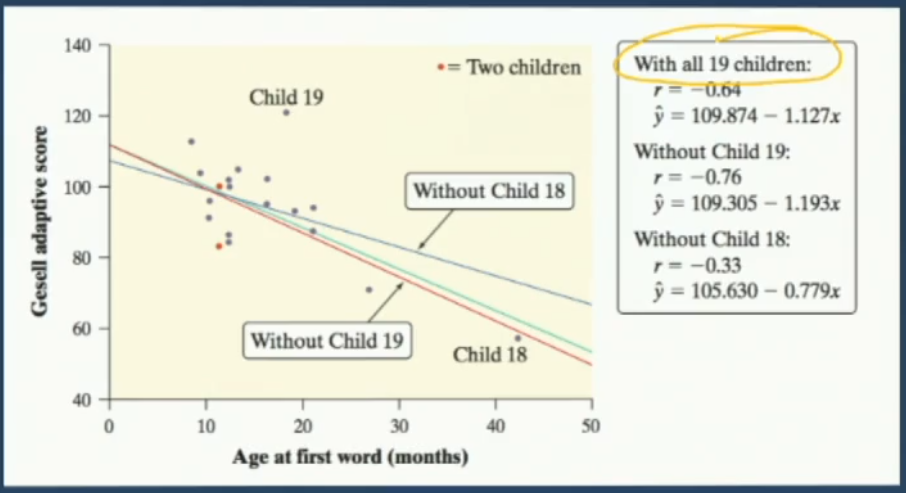 140
120
100
80
60
40
0
10
20
30
40
50
Gesell adaptive score
Age at first word (months)
= Two children
Child 19
Without Child 18
Without Child 19
Child 18
With all 19 children:
r = −0.64
ŷ = 109.874 − 1.127x
Without Child 19:
r = −0.76
ŷ = 109.305 − 1.193x
Without Child 18:
r = −0.33
ŷ = 105.630 − 0.779x